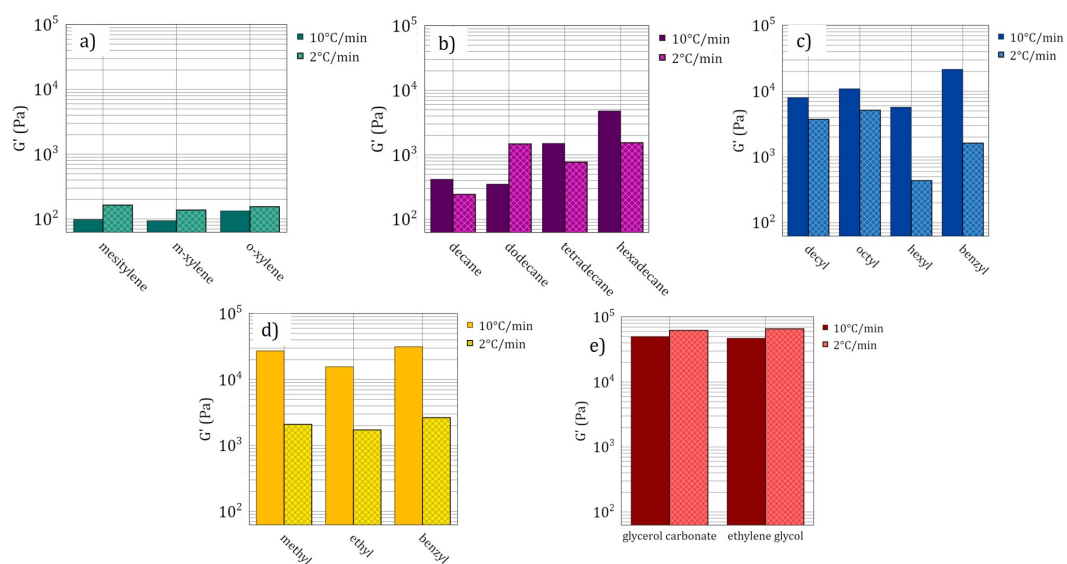 a)
G' (Pa)
10⁵
10⁴
10³
10²
10°C/min
2°C/min
mesitylene
m-xylene
o-xylene
b)
G' (Pa)
10⁵
10⁴
10³
10²
10°C/min
2°C/min
decane
dodecane
tetradecane
hexadecane
c)
G' (Pa)
10⁵
10⁴
10³
10²
10°C/min
2°C/min
decyl
octyl
hexyl
benzyl
d)
G' (Pa)
10⁵
10⁴
10³
10²
10°C/min
2°C/min
methyl
ethyl
benzyl
e)
G' (Pa)
10⁵
10⁴
10³
10²
10°C/min
2°C/min
glycerol carbonate
ethylene glycol